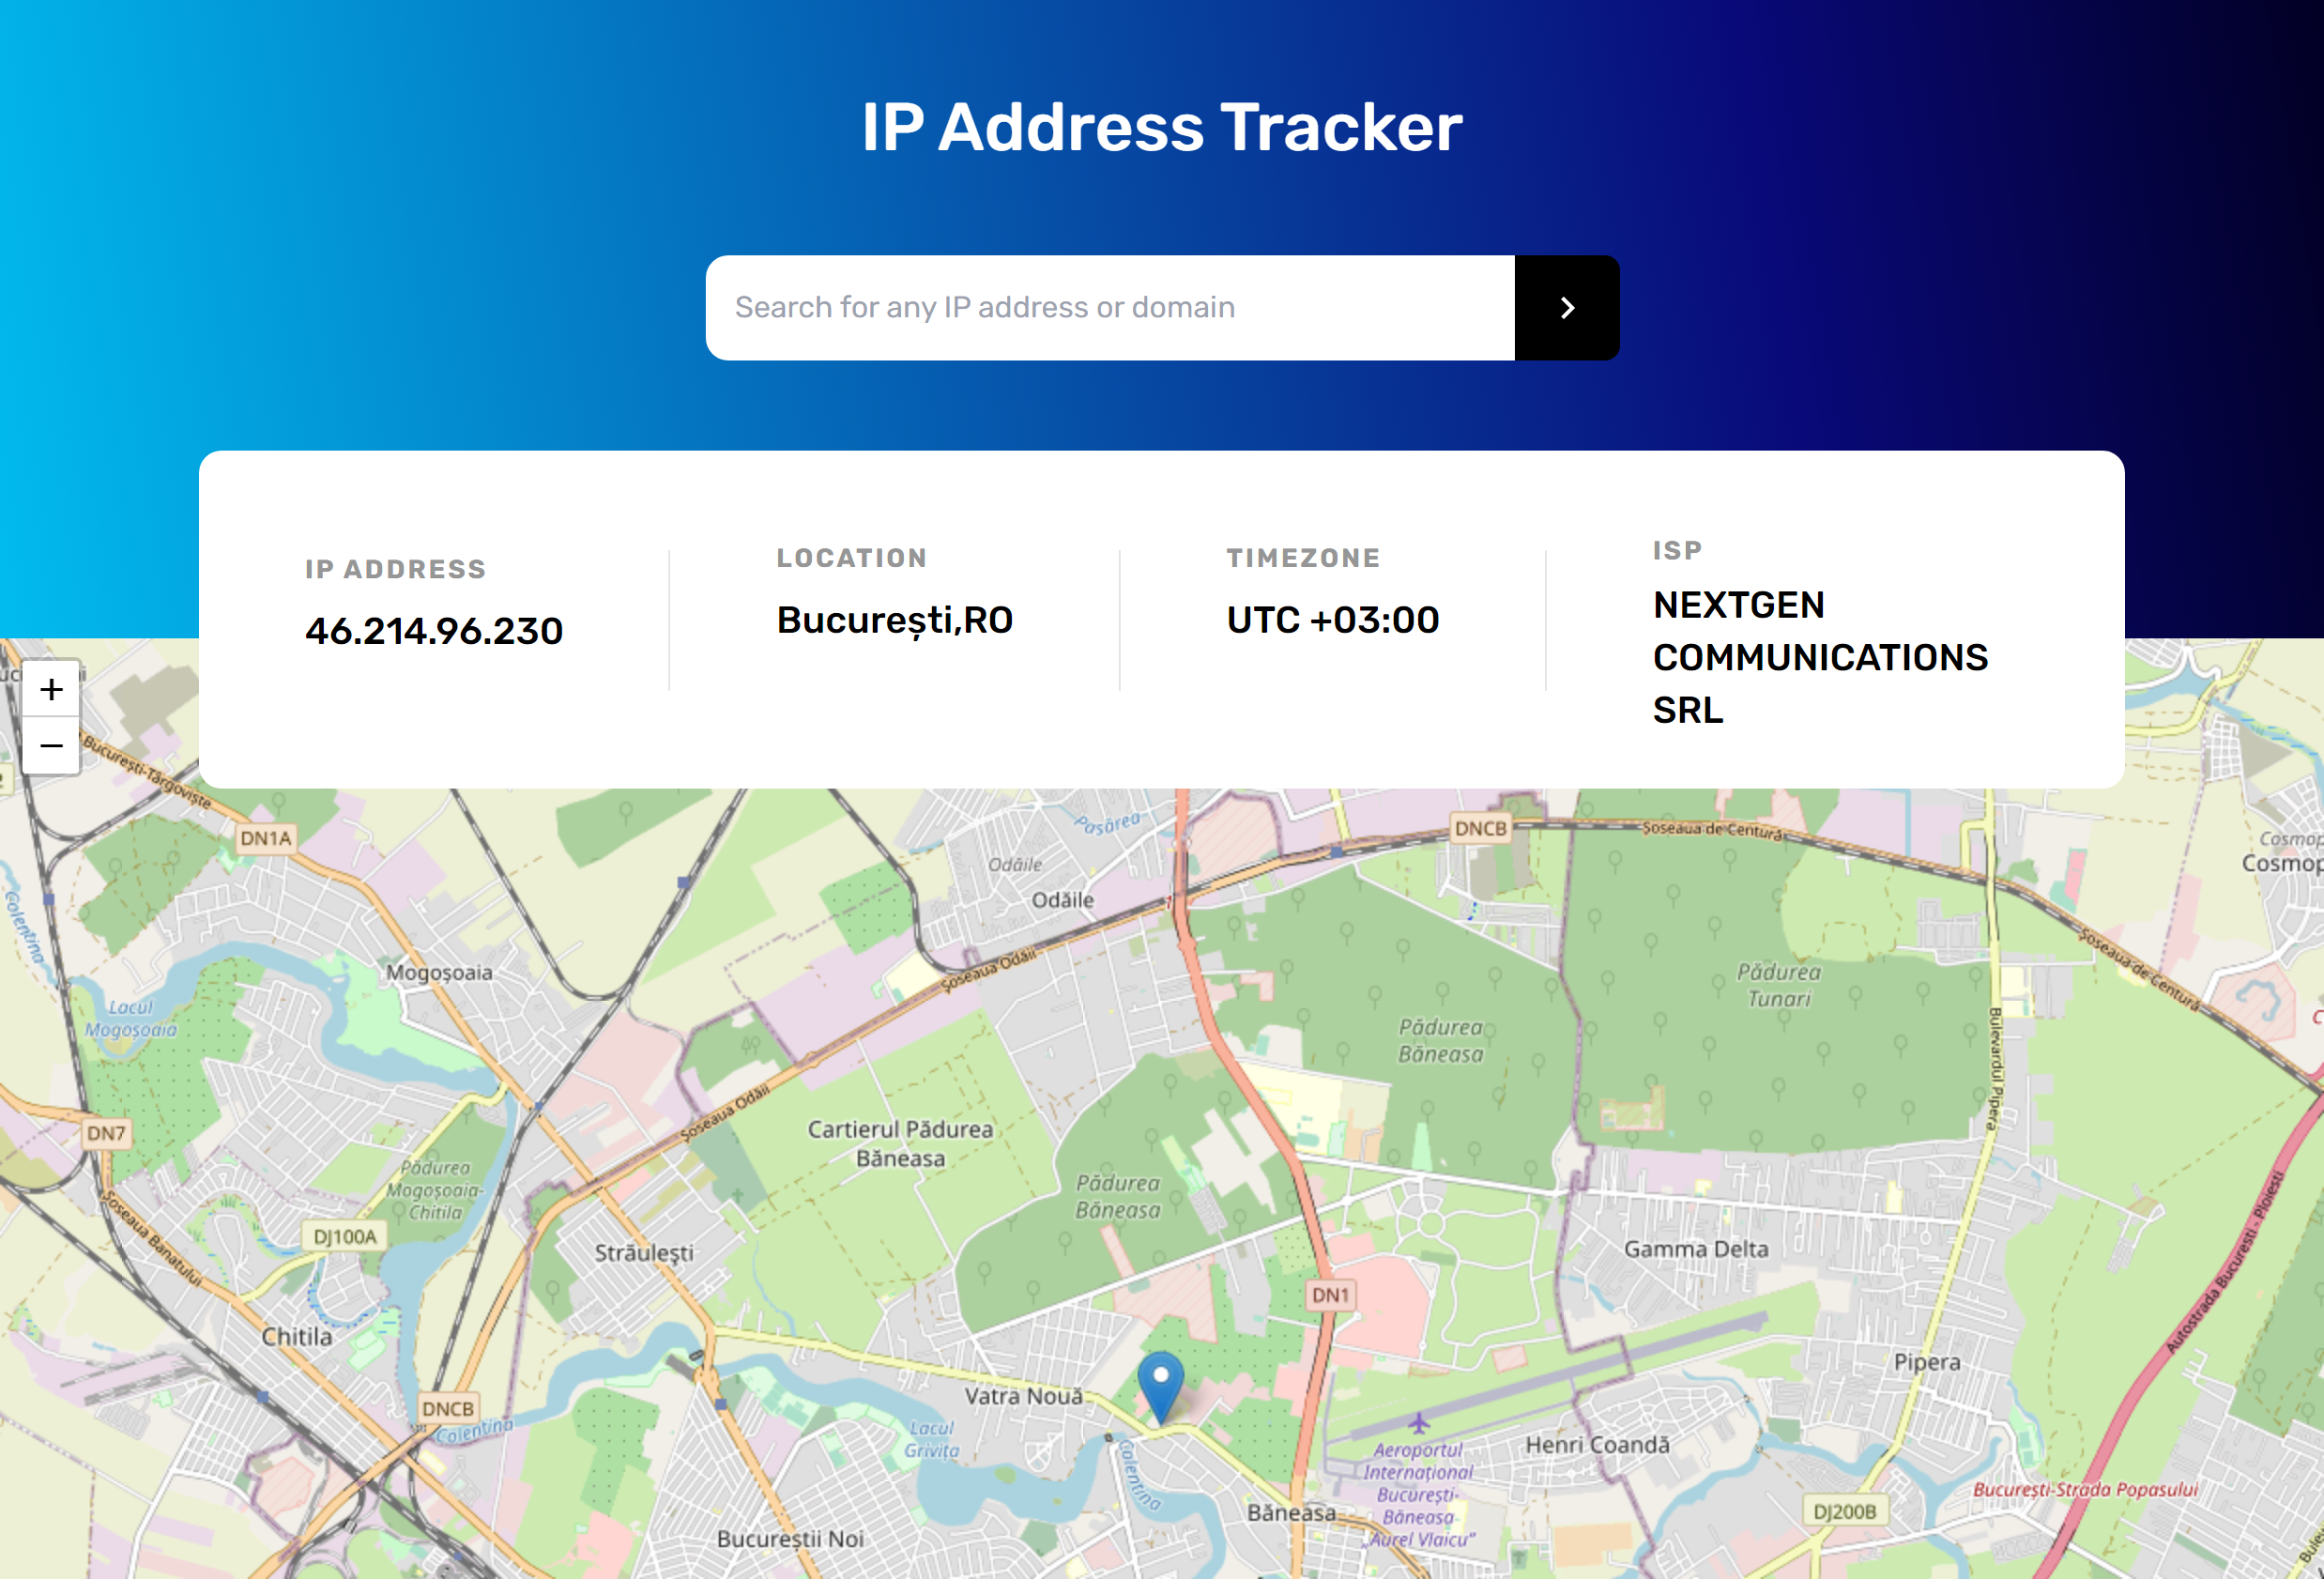 IP Address Tracker
Search for any IP address or domain
IP ADDRESS
46.214.96.230
LOCATION
București,RO
TIMEZONE
UTC +03:00
ISP
NEXTGEN
COMMUNICATIONS
SRL
+
−
București-Târgoviște
DN1A
Pasărea
DNCB
Șoseaua de Centură
Odăile
Odăile
Colentina
Mogoșoaia
Șoseaua Odăii
Șoseaua de Centură
Lacul
Mogoșoaia
Pădurea
Tunari
Pădurea
Băneasa
Bulevardul Pipera
DN7
Șoseaua Odăii
Cartierul Pădurea
Băneasa
Pădurea
Mogoșoaia-
Chitila
Pădurea
Băneasa
Șoseaua Banatului
DJ100A
Străulești
Gamma Delta
Autostrada București - Ploiești
DN1
Chitila
Pipera
Vatra Nouă
DNCB
Colentina
Lacul
Grivița
Colentina
Henri Coandă
Aeroportul
Internațional
București-
Băneasa
„Aurel Vlaicu”
București-Strada Popasului
Băneasa
DJ200B
Bucureștii Noi